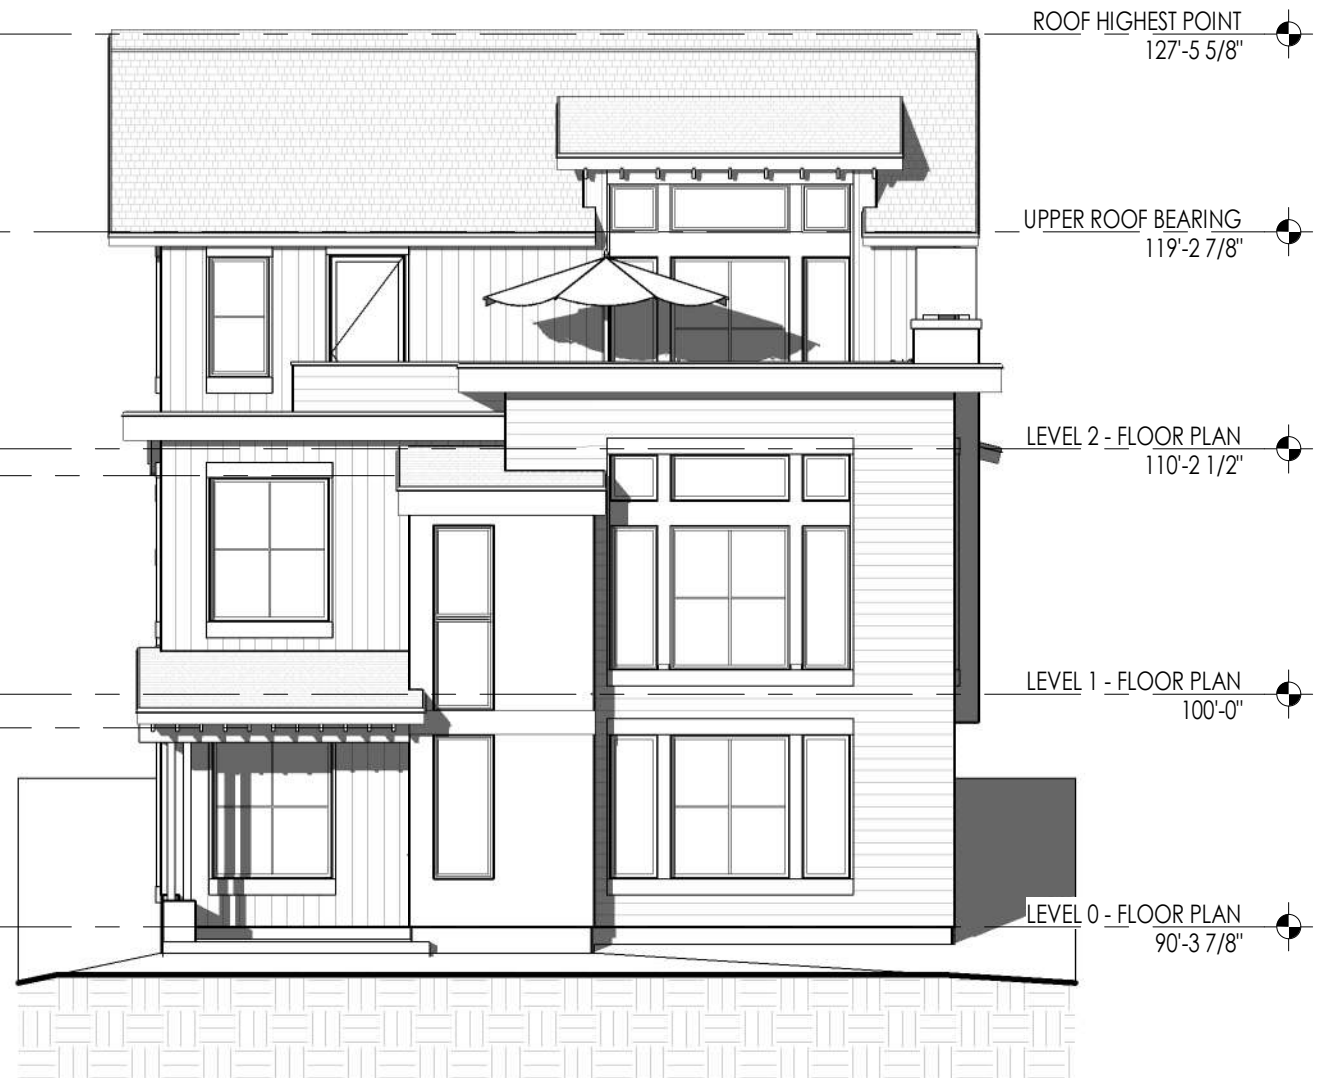 ROOF HIGHEST POINT
127'-5 5/8"
UPPER ROOF BEARING
119'-2 7/8"
LEVEL 2 - FLOOR PLAN
110'-2 1/2"
LEVEL 1 - FLOOR PLAN
100'-0"
LEVEL 0 - FLOOR PLAN
90'-3 7/8"